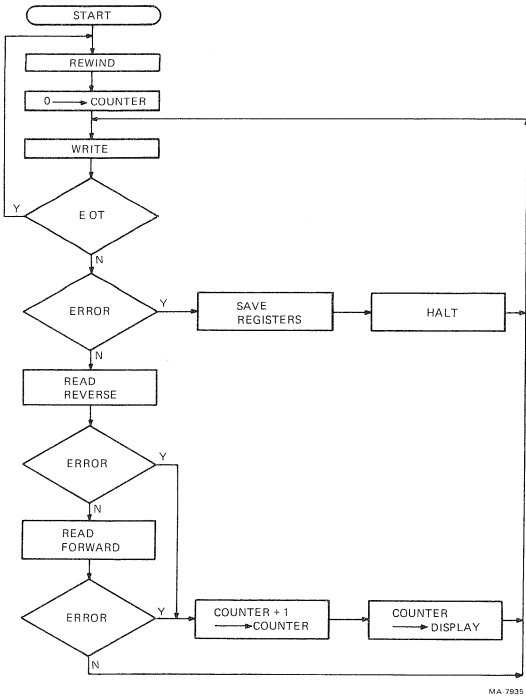 START
REWIND
0 → COUNTER
WRITE
Y
EOT
N
ERROR
Y
SAVE
REGISTERS
HALT
N
READ
REVERSE
ERROR
Y
N
READ
FORWARD
ERROR
Y
COUNTER + 1
→ COUNTER
COUNTER
→ DISPLAY
N
MA-7935